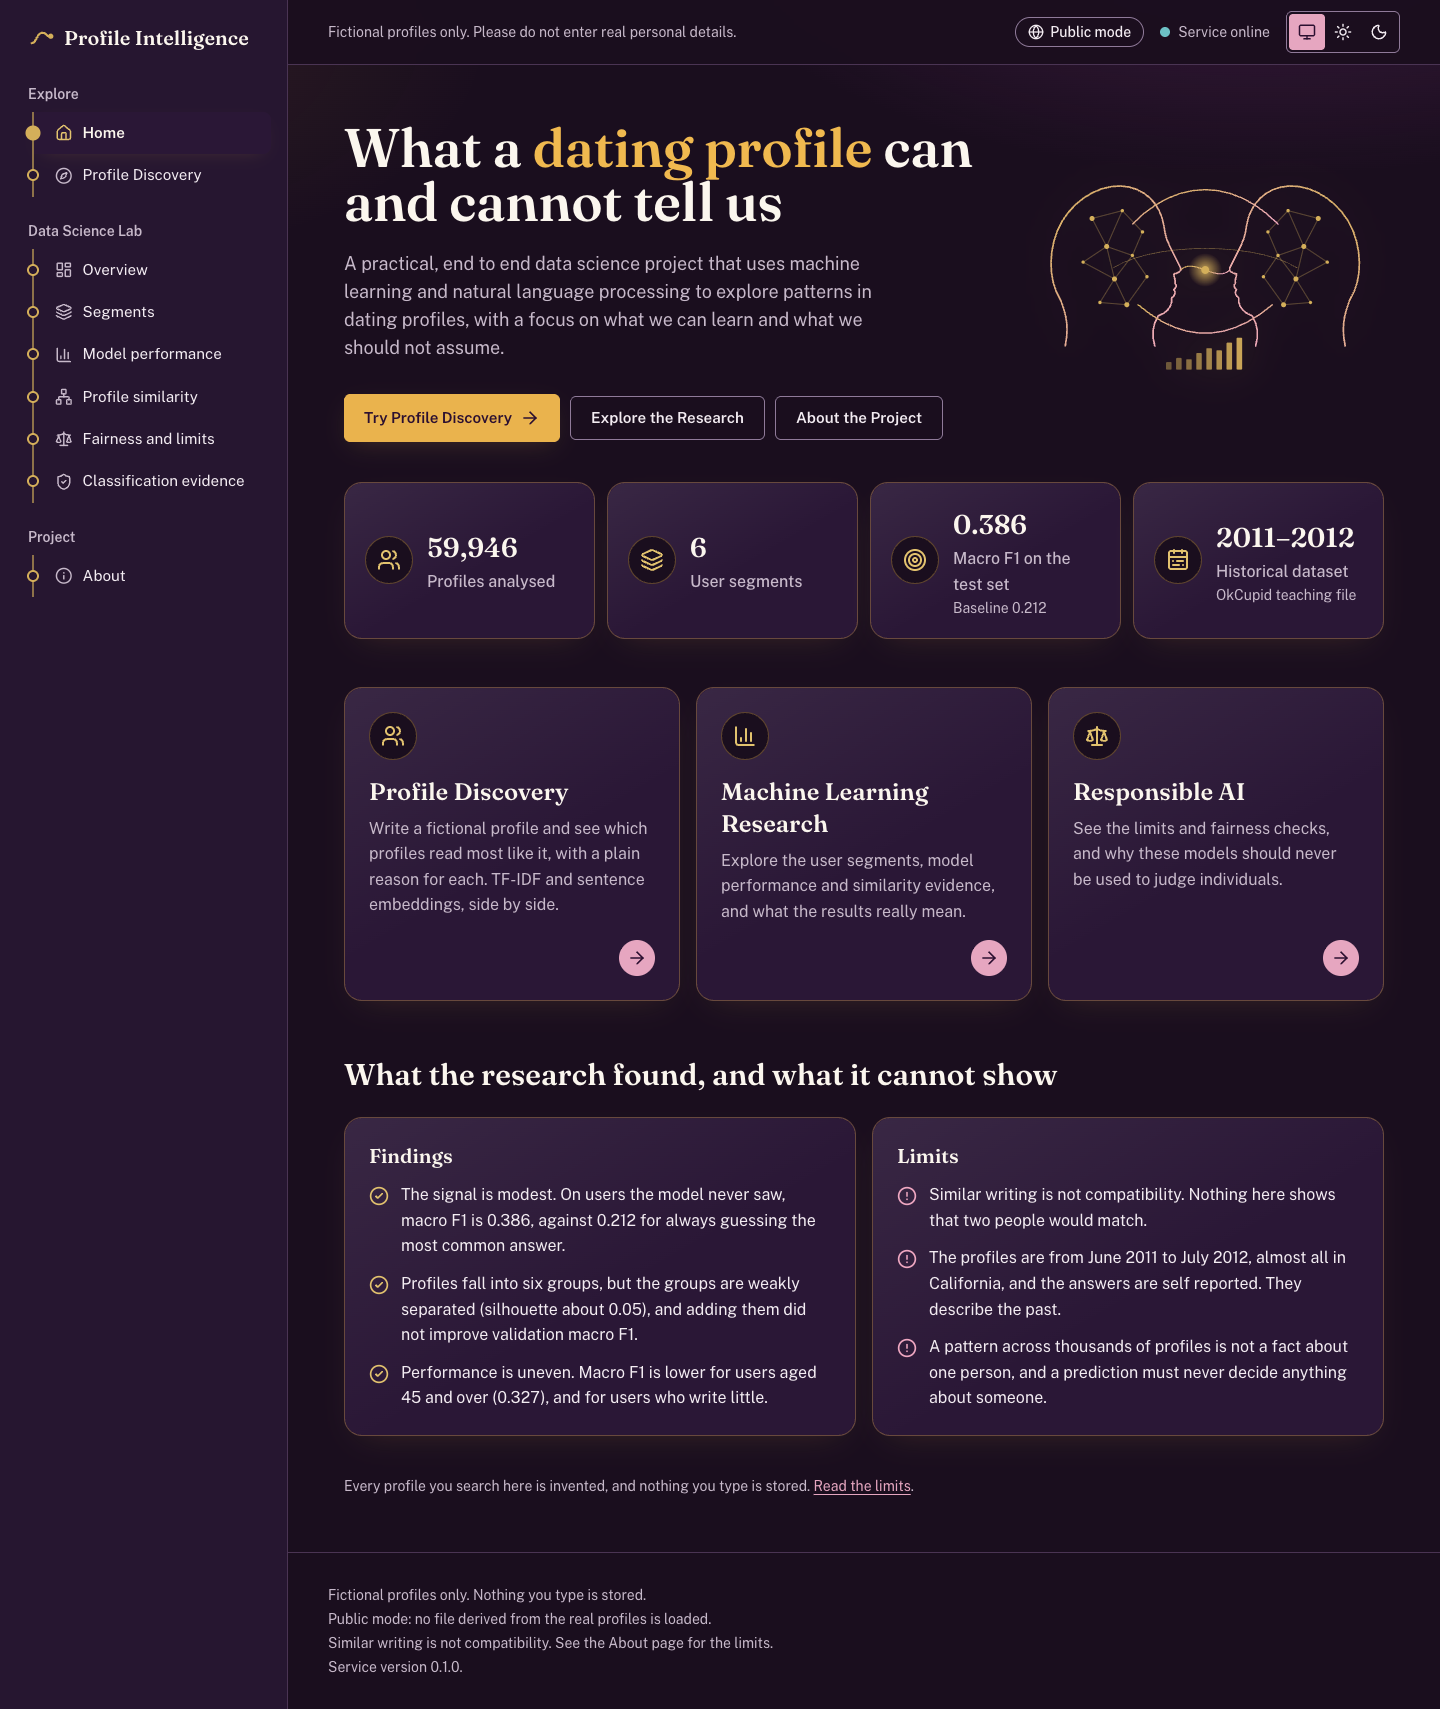 Profile Intelligence
Explore
Home
Profile Discovery
Data Science Lab
Overview
Segments
Model performance
Profile similarity
Fairness and limits
Classification evidence
Project
About
Fictional profiles only. Please do not enter real personal details.
Public mode
Service online
What a dating profile can
and cannot tell us
A practical, end to end data science project that uses machine
learning and natural language processing to explore patterns in
dating profiles, with a focus on what we can learn and what we
should not assume.
Try Profile Discovery
Explore the Research
About the Project
59,946
Profiles analysed
6
User segments
0.386
Macro F1 on the
test set
Baseline 0.212
2011–2012
Historical dataset
OkCupid teaching file
Profile Discovery
Write a fictional profile and see which
profiles read most like it, with a plain
reason for each. TF-IDF and sentence
embeddings, side by side.
Machine Learning
Research
Explore the user segments, model
performance and similarity evidence,
and what the results really mean.
Responsible AI
See the limits and fairness checks,
and why these models should never
be used to judge individuals.
What the research found, and what it cannot show
Findings
The signal is modest. On users the model never saw,
macro F1 is 0.386, against 0.212 for always guessing the
most common answer.
Profiles fall into six groups, but the groups are weakly
separated (silhouette about 0.05), and adding them did
not improve validation macro F1.
Performance is uneven. Macro F1 is lower for users aged
45 and over (0.327), and for users who write little.
Limits
Similar writing is not compatibility. Nothing here shows
that two people would match.
The profiles are from June 2011 to July 2012, almost all in
California, and the answers are self reported. They
describe the past.
A pattern across thousands of profiles is not a fact about
one person, and a prediction must never decide anything
about someone.
Every profile you search here is invented, and nothing you type is stored. Read the limits.
Fictional profiles only. Nothing you type is stored.
Public mode: no file derived from the real profiles is loaded.
Similar writing is not compatibility. See the About page for the limits.
Service version 0.1.0.